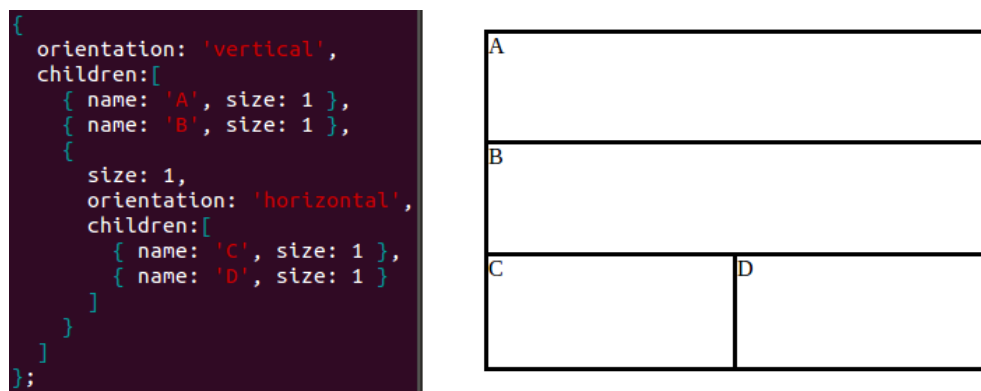 {
  orientation: 'vertical',
  children:[
    { name: 'A', size: 1 },
    { name: 'B', size: 1 },
    {
      size: 1,
      orientation: 'horizontal',
      children:[
        { name: 'C', size: 1 },
        { name: 'D', size: 1 }
      ]
    }
  ]
};
A
B
C D